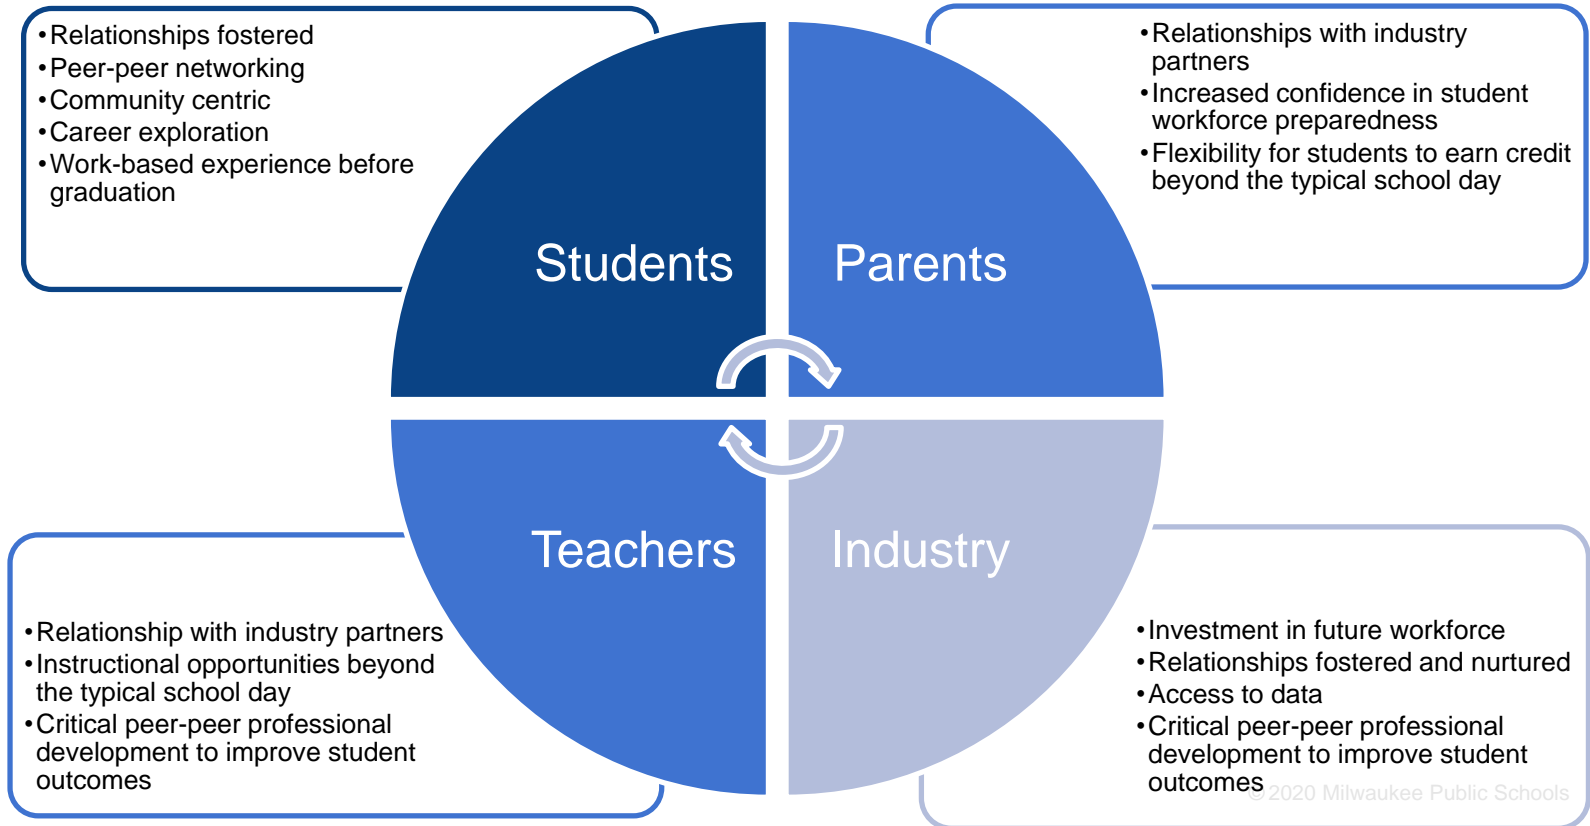 •Relationships fostered
•Peer-peer networking
•Community centric
•Career exploration
•Work-based experience before
graduation
•Relationships with industry
partners
•Increased confidence in student
workforce preparedness
•Flexibility for students to earn credit
beyond the typical school day
Students
Parents
Teachers
Industry
•Relationship with industry partners
•Instructional opportunities beyond
the typical school day
•Critical peer-peer professional
development to improve student
outcomes
•Investment in future workforce
•Relationships fostered and nurtured
•Access to data
•Critical peer-peer professional
development to improve student
outcomes
© 2020 Milwaukee Public Schools